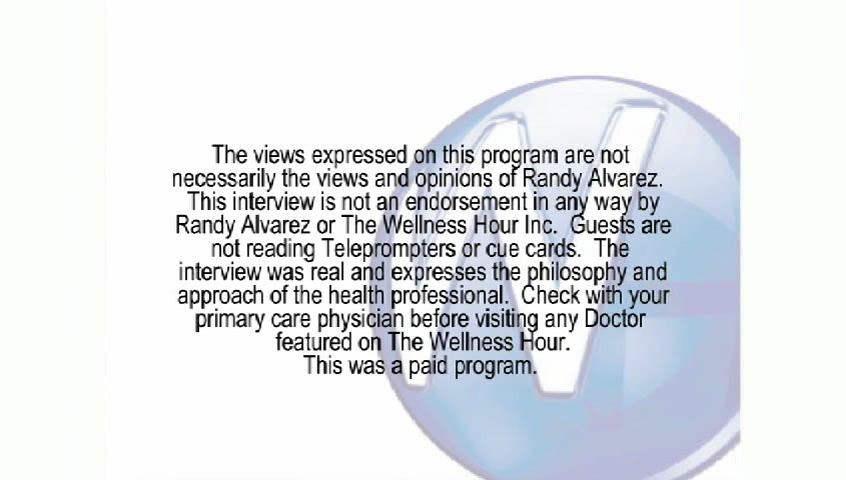 The views expressed on this program are not
necessarily the views and opinions of Randy Alvarez.
This interview is not an endorsement in any way by
Randy Alvarez or The Wellness Hour Inc.  Guests are
not reading Teleprompters or cue cards.  The
interview was real and expresses the philosophy and
approach of the health professional.  Check with your
primary care physician before visiting any Doctor
featured on The Wellness Hour.
This was a paid program.